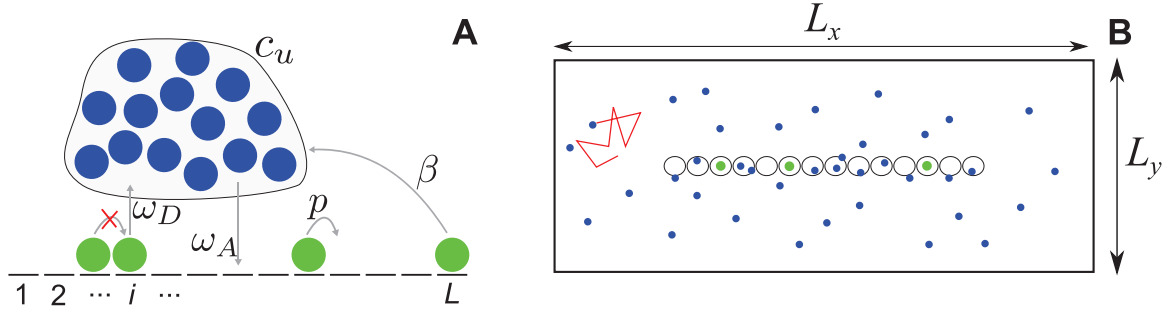 A
c_u
β
ω_D
p
ω_A
1 2 ... i ... L
L_x
B
L_y